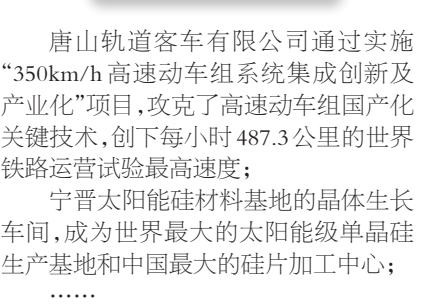 唐山轨道客车有限公司通过实施
“350km/h高速动车组系统集成创新及
产业化”项目,攻克了高速动车组国产化
关键技术,创下每小时487.3公里的世界
铁路运营试验最高速度;
宁晋太阳能硅材料基地的晶体生长
车间,成为世界最大的太阳能级单晶硅
生产基地和中国最大的硅片加工中心;
……